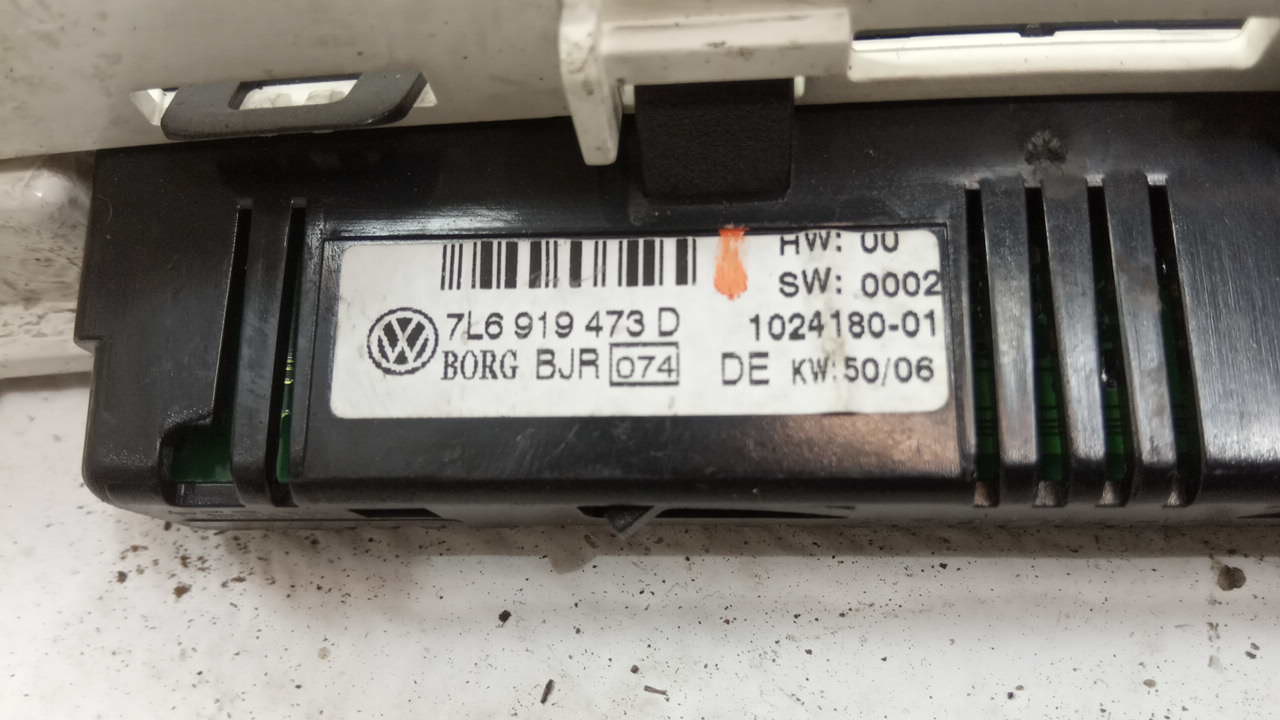 HW: 00
SW: 0002
7L6 919 473 D 1024180-01
BORG BJR 074 DE KW: 50/06